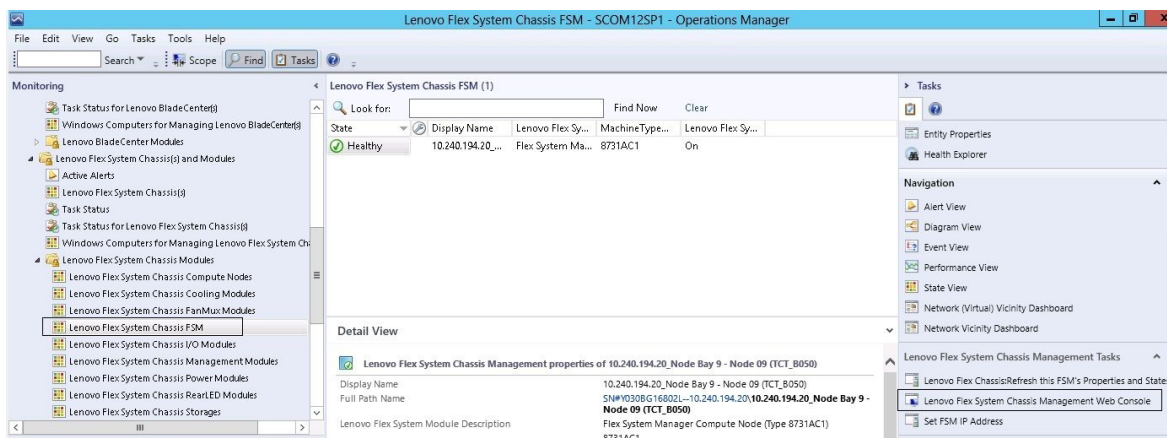 Lenovo Flex System Chassis FSM - SCOM12SP1 - Operations Manager
File Edit View Go Tasks Tools Help
Search Scope Find Tasks
Monitoring
Task Status for Lenovo BladeCenter(s)
Windows Computers for Managing Lenovo BladeCenter(s)
Lenovo BladeCenter Modules
Lenovo Flex System Chassis(s) and Modules
Active Alerts
Lenovo Flex System Chassis(s)
Task Status
Task Status for Lenovo Flex System Chassis(s)
Windows Computers for Managing Lenovo Flex System Ch
Lenovo Flex System Chassis Modules
Lenovo Flex System Chassis Compute Nodes
Lenovo Flex System Chassis Cooling Modules
Lenovo Flex System Chassis FanMux Modules
Lenovo Flex System Chassis FSM
Lenovo Flex System Chassis I/O Modules
Lenovo Flex System Chassis Management Modules
Lenovo Flex System Chassis Power Modules
Lenovo Flex System Chassis RearLED Modules
Lenovo Flex System Chassis Storages
Lenovo Flex System Chassis FSM (1)
Look for: Find Now Clear
State Display Name Lenovo Flex Sy... MachineType... Lenovo Flex Sy...
Healthy 10.240.194.20_... Flex System Ma... 8731AC1 On
Detail View
Lenovo Flex System Chassis Management properties of 10.240.194.20_Node Bay 9 - Node 09 (TCT_B050)
Display Name 10.240.194.20_Node Bay 9 - Node 09 (TCT_B050)
Full Path Name SN#Y030BG16802L--10.240.194.20\10.240.194.20_Node Bay 9 -
Node 09 (TCT_B050)
Lenovo Flex System Module Description Flex System Manager Compute Node (Type 8731AC1)
8731AC1
Tasks
Entity Properties
Health Explorer
Navigation
Alert View
Diagram View
Event View
Performance View
State View
Network (Virtual) Vicinity Dashboard
Network Vicinity Dashboard
Lenovo Flex System Chassis Management Tasks
Lenovo Flex Chassis:Refresh this FSM's Properties and State
Lenovo Flex System Chassis Management Web Console
Set FSM IP Address